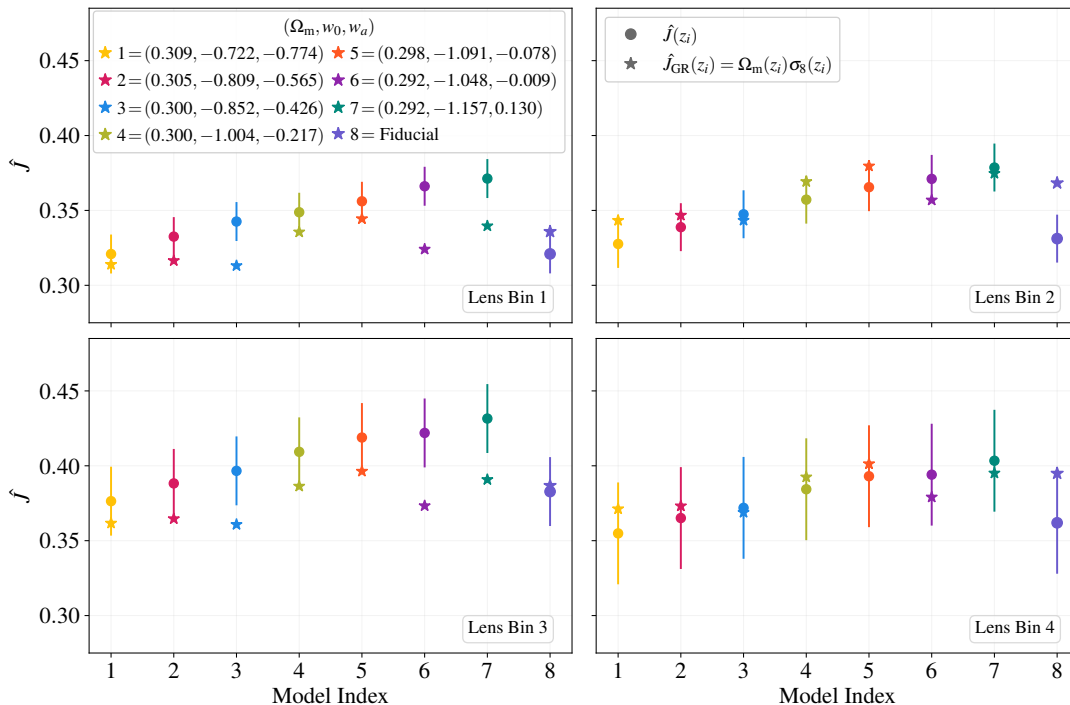 (Ωm, w0, wa)
1=(0.309, −0.722, −0.774)
2=(0.305, −0.809, −0.565)
3=(0.300, −0.852, −0.426)
4=(0.300, −1.004, −0.217)
5=(0.298, −1.091, −0.078)
6=(0.292, −1.048, −0.009)
7=(0.292, −1.157, 0.130)
8= Fiducial
Ĵ
0.45
0.40
0.35
0.30
Lens Bin 1
Ĵ(zi)
ĴGR(zi) = Ωm(zi)σ8(zi)
Lens Bin 2
Ĵ
0.45
0.40
0.35
0.30
Lens Bin 3
1 2 3 4 5 6 7 8
Model Index
Lens Bin 4
1 2 3 4 5 6 7 8
Model Index